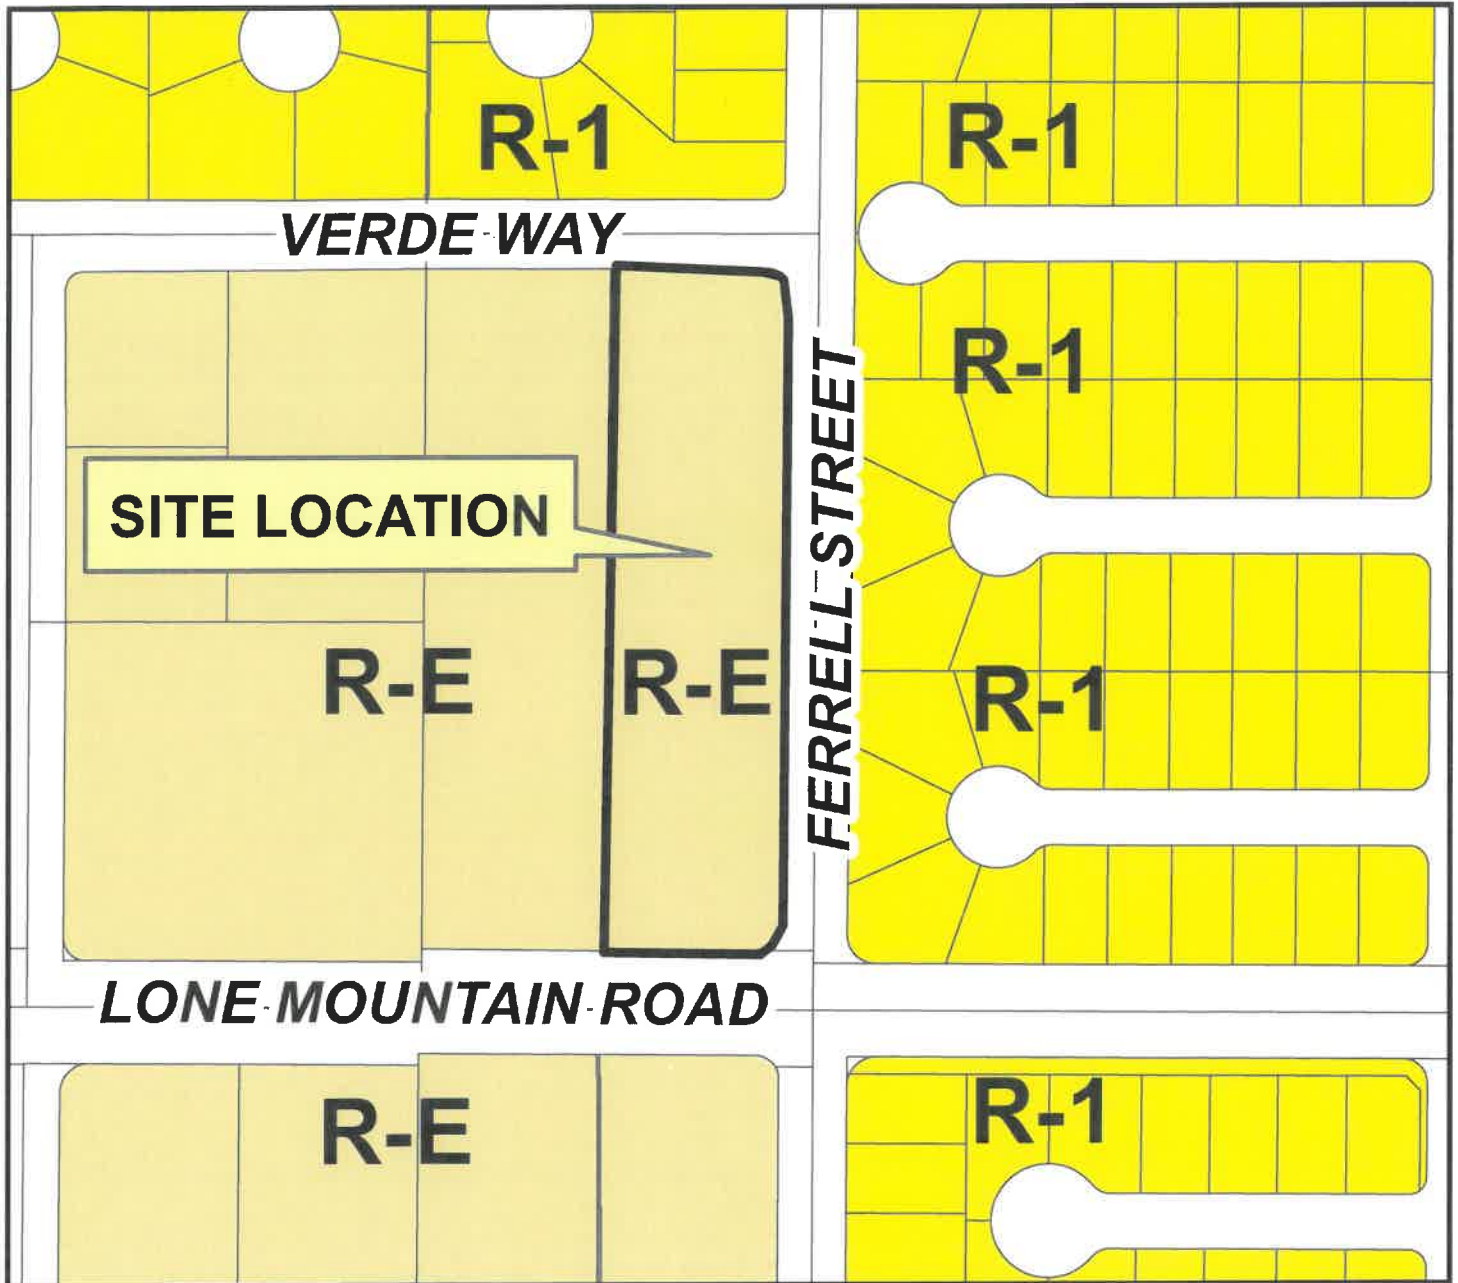 R-1
R-1
VERDE WAY
R-1
SITE LOCATION
FERRELL STREET
R-E
R-E
R-1
LONE MOUNTAIN ROAD
R-E
R-1